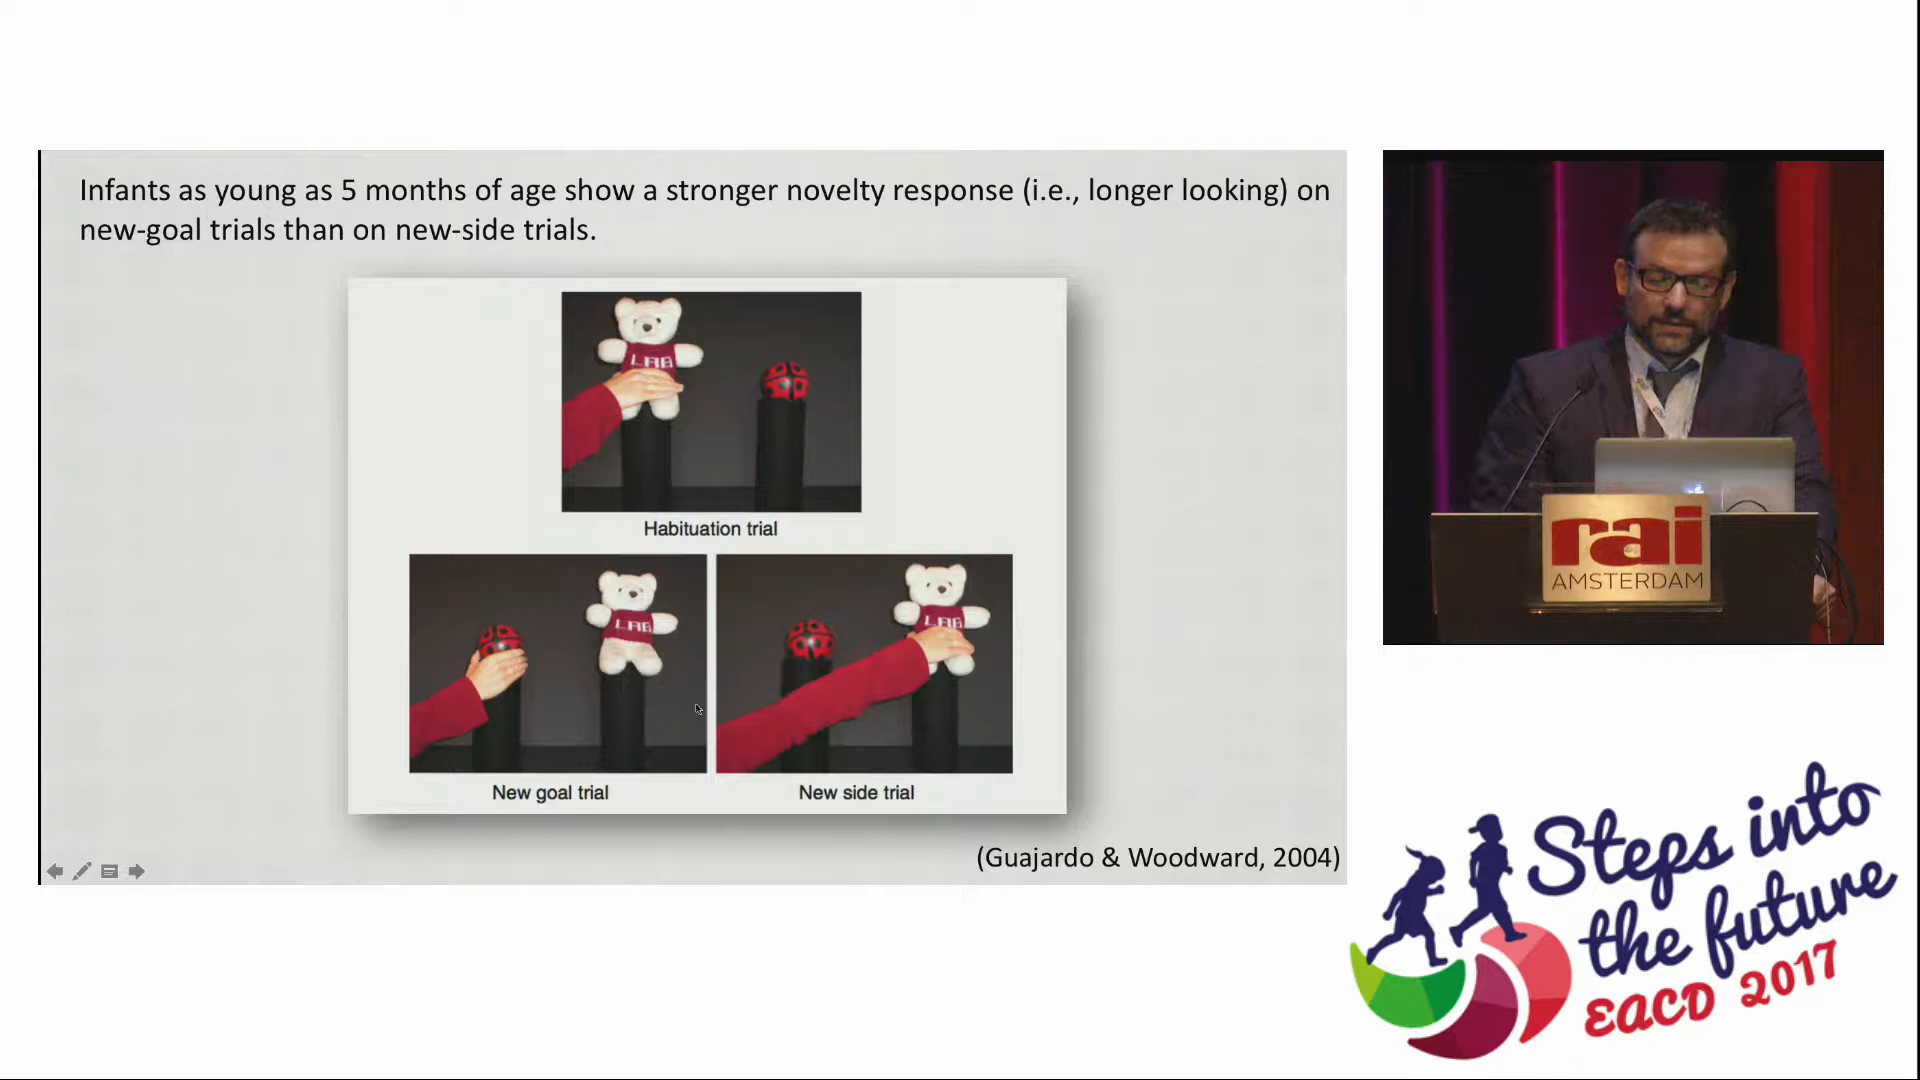 Infants as young as 5 months of age show a stronger novelty response (i.e., longer looking) on
new-goal trials than on new-side trials.
LAB
Habituation trial
LAB
LAB
New goal trial
New side trial
(Guajardo & Woodward, 2004)
rai
AMSTERDAM
Steps into
the future
EACD 2017